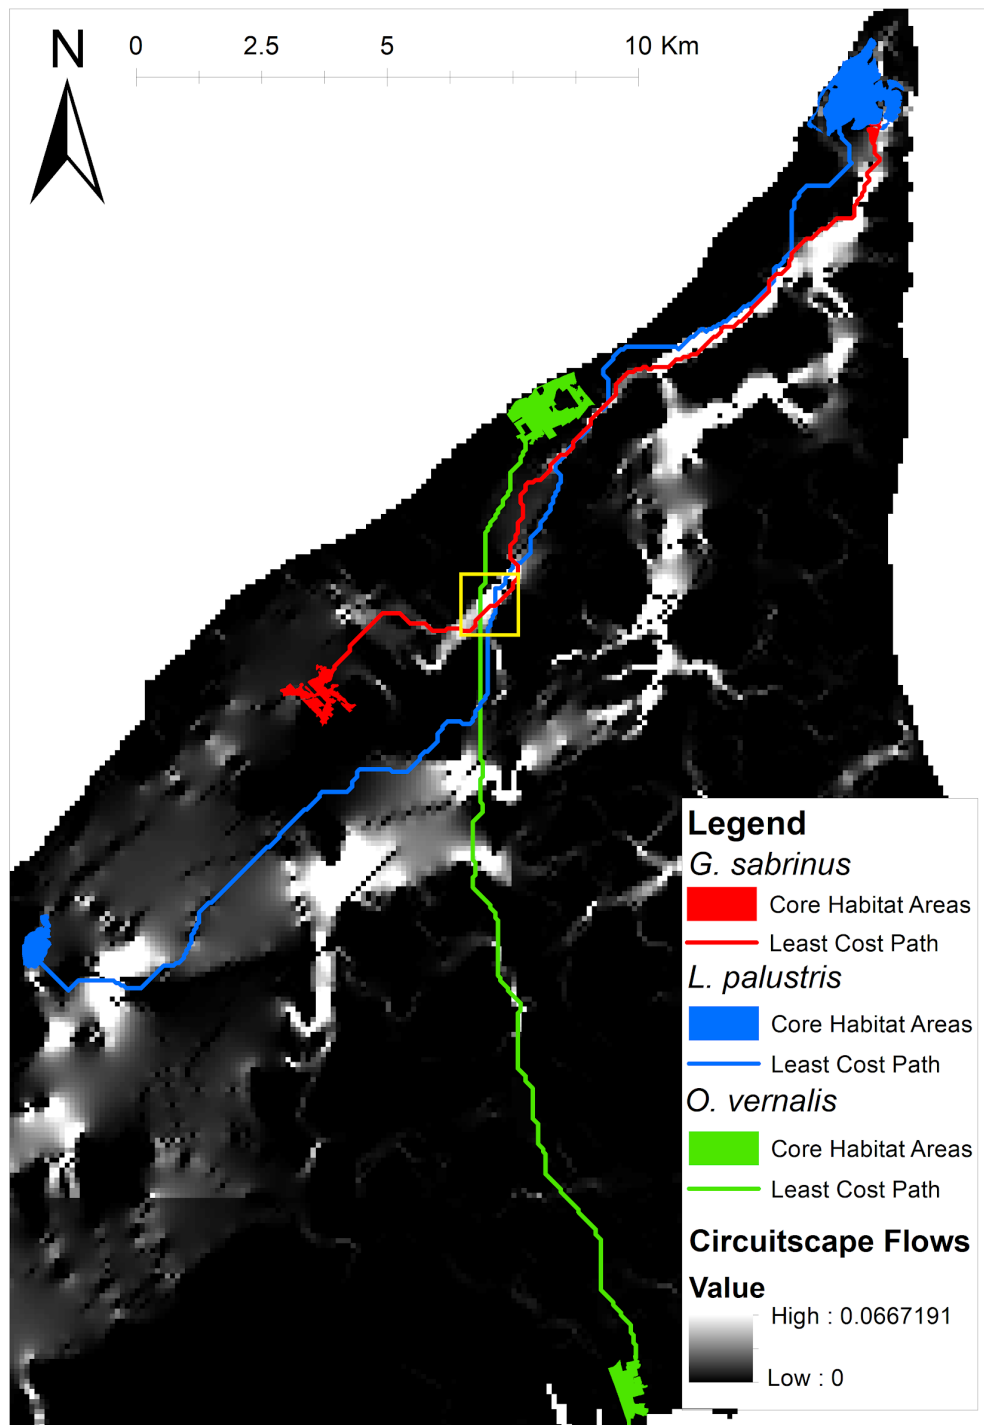 N
0 2.5 5 10 Km
Legend
G. sabrinus
Core Habitat Areas
Least Cost Path
L. palustris
Core Habitat Areas
Least Cost Path
O. vernalis
Core Habitat Areas
Least Cost Path
Circuitscape Flows
Value
High : 0.0667191
Low : 0